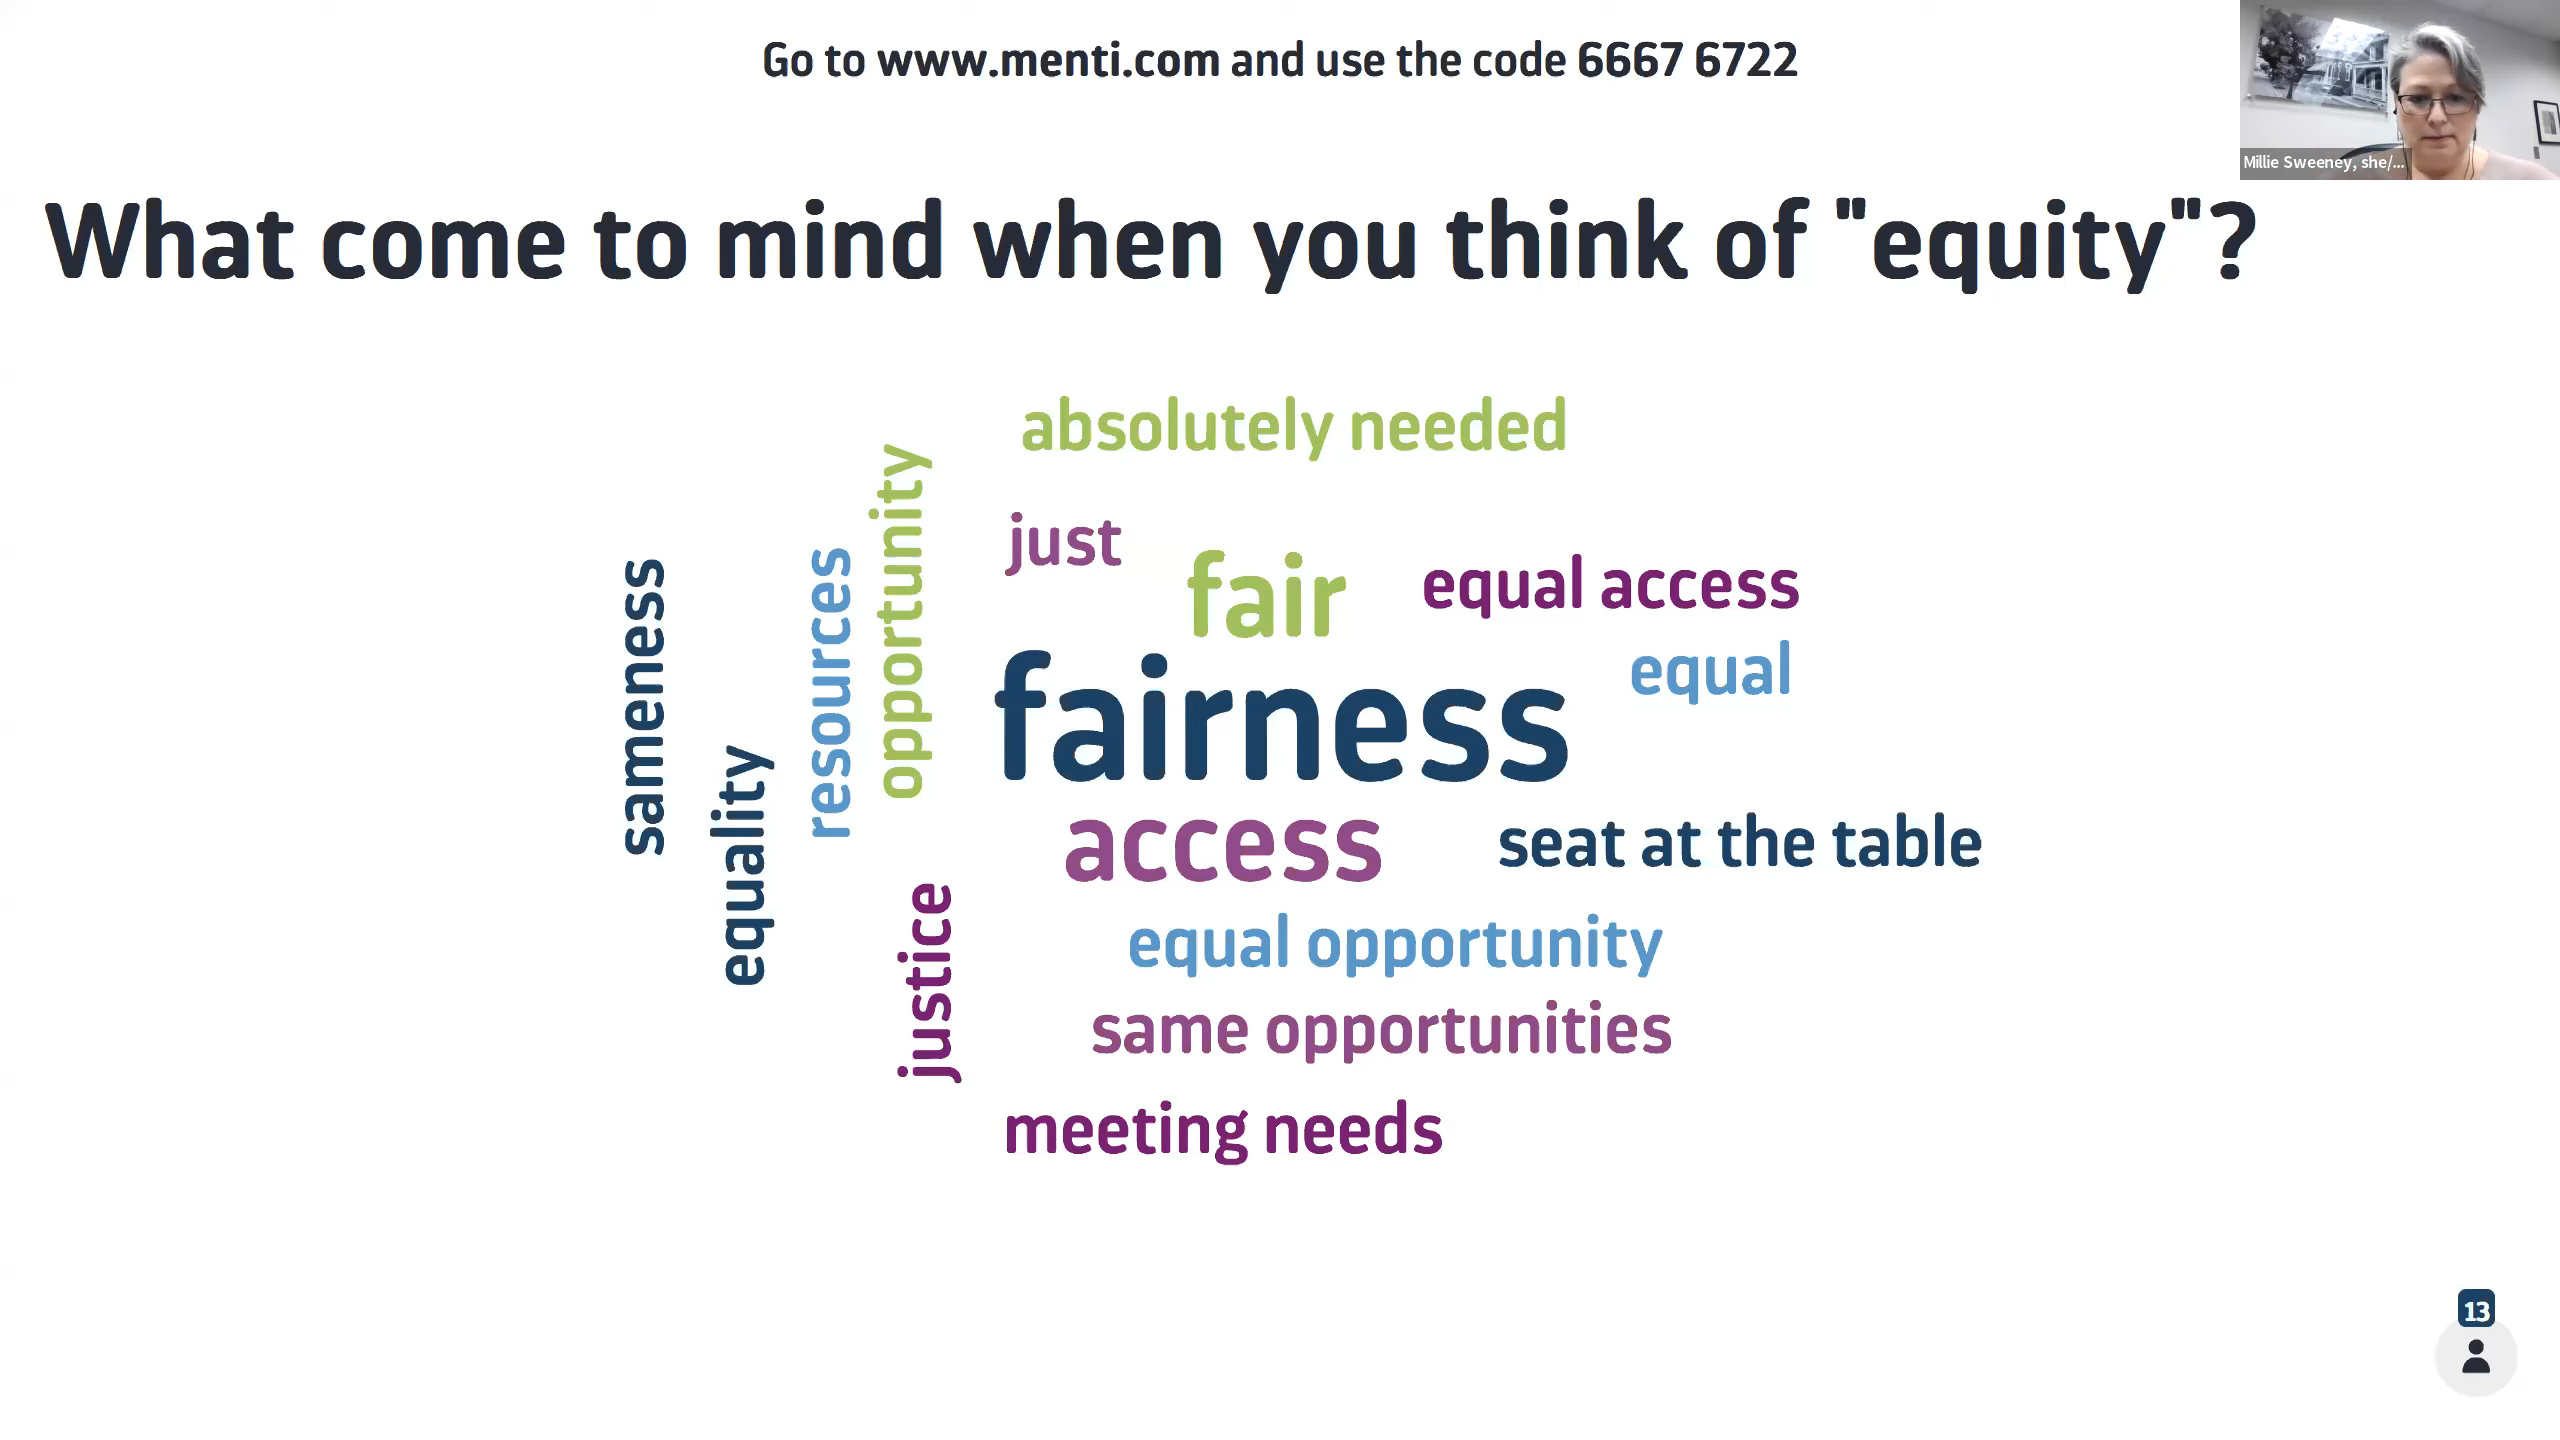 Go to www.menti.com and use the code 6667 6722
Millie Sweeney, she/...
What come to mind when you think of "equity"?
absolutely needed
opportunity
just
fair
equal access
resources
sameness
fairness
equal
equality
access
seat at the table
justice
equal opportunity
same opportunities
meeting needs
13